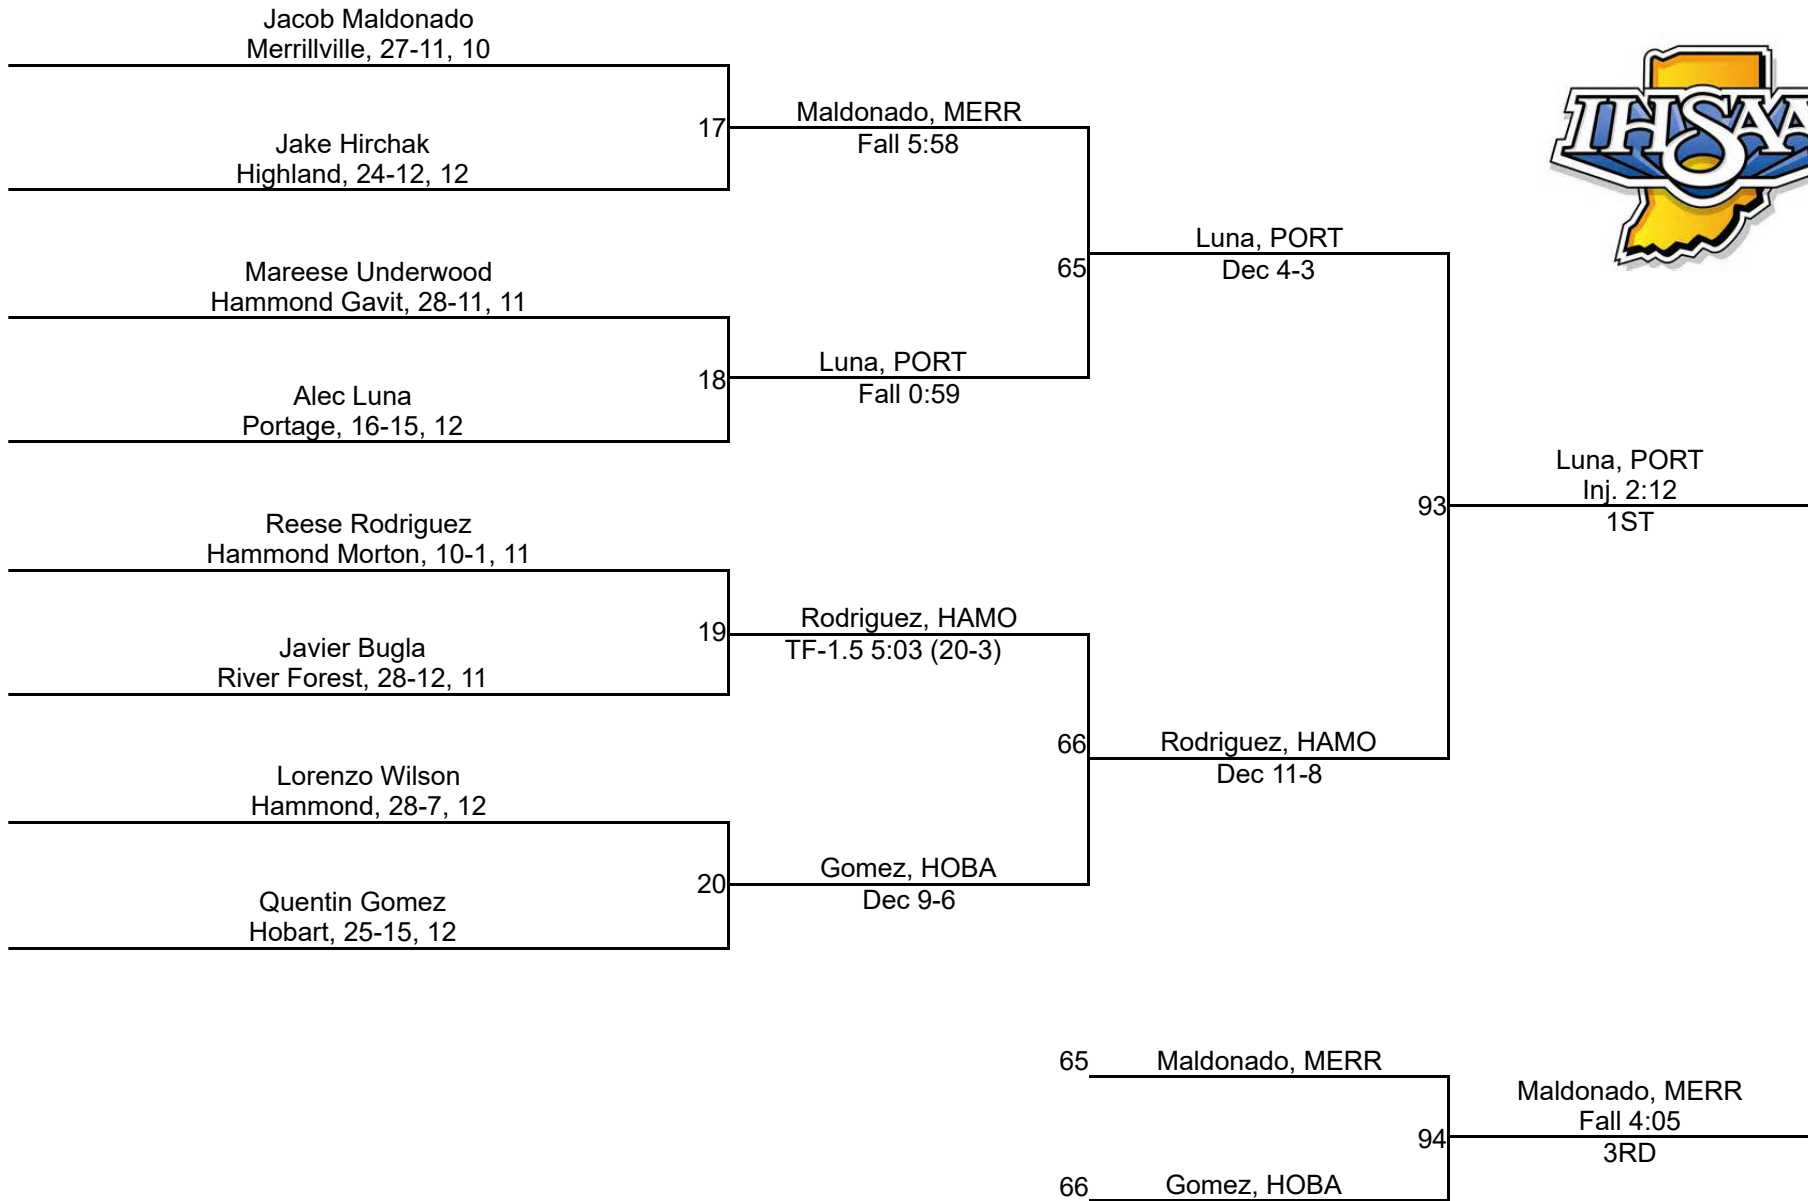 Jacob Maldonado
Merrillville, 27-11, 10
17
Maldonado, MERR
Fall 5:58
Jake Hirchak
Highland, 24-12, 12
IHSAA
Luna, PORT
Dec 4-3
65
Mareese Underwood
Hammond Gavit, 28-11, 11
18
Luna, PORT
Fall 0:59
Alec Luna
Portage, 16-15, 12
93
Luna, PORT
Inj. 2:12
1ST
Reese Rodriguez
Hammond Morton, 10-1, 11
19
Rodriguez, HAMO
TF-1.5 5:03 (20-3)
Javier Bugla
River Forest, 28-12, 11
66
Rodriguez, HAMO
Dec 11-8
Lorenzo Wilson
Hammond, 28-7, 12
20
Gomez, HOBA
Dec 9-6
Quentin Gomez
Hobart, 25-15, 12
65
Maldonado, MERR
94
Maldonado, MERR
Fall 4:05
3RD
66
Gomez, HOBA